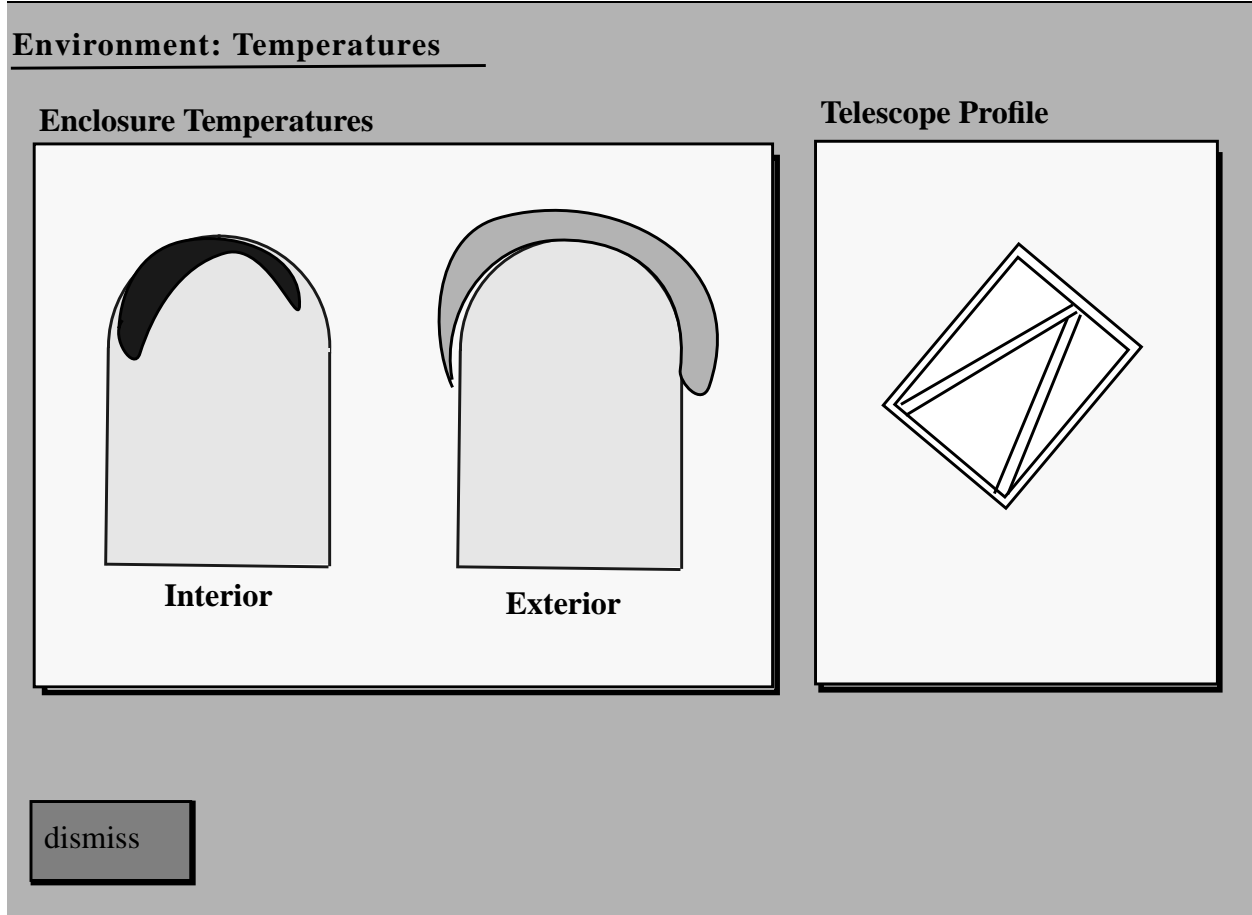 Environment: Temperatures
Enclosure Temperatures
Telescope Profile
Interior
Exterior
dismiss